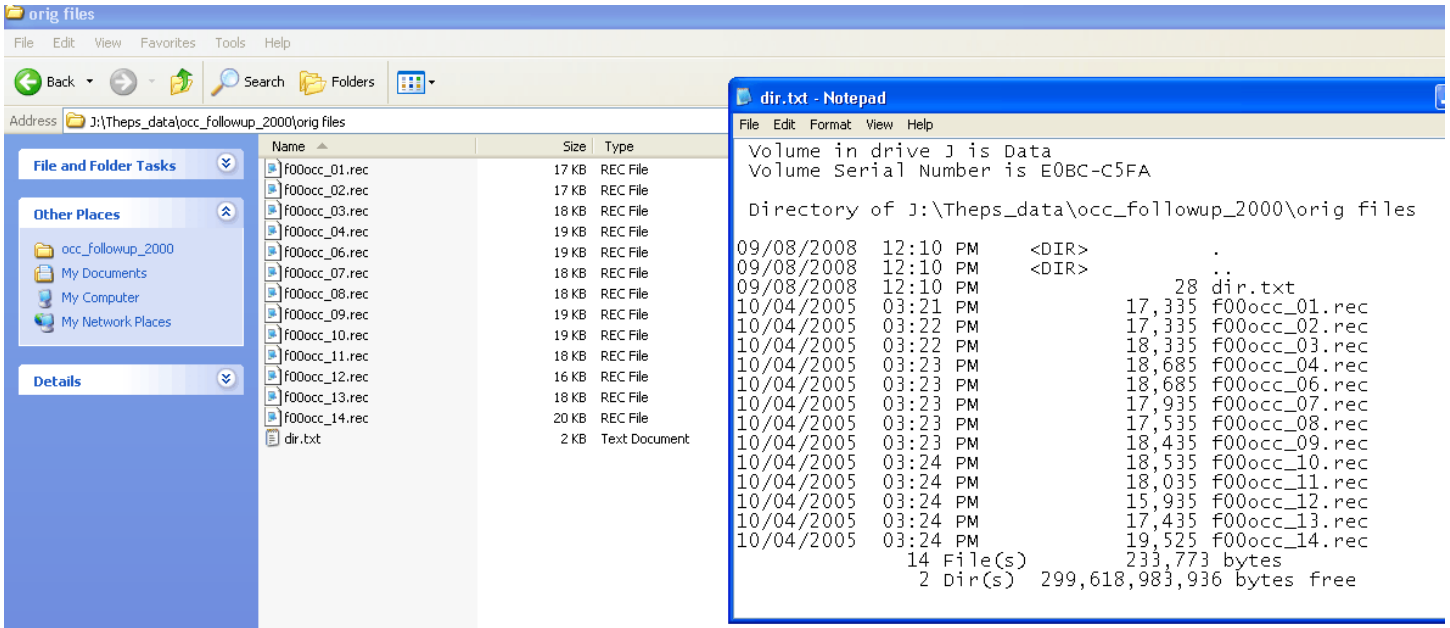 orig files
File Edit View Favorites Tools Help
Back Search Folders
Address J:\Theps_data\occ_followup_2000\orig files
File and Folder Tasks
Other Places
occ_followup_2000
My Documents
My Computer
My Network Places
Details
Name Size Type
f00occ_01.rec 17 KB REC File
f00occ_02.rec 17 KB REC File
f00occ_03.rec 18 KB REC File
f00occ_04.rec 19 KB REC File
f00occ_06.rec 19 KB REC File
f00occ_07.rec 18 KB REC File
f00occ_08.rec 18 KB REC File
f00occ_09.rec 19 KB REC File
f00occ_10.rec 19 KB REC File
f00occ_11.rec 18 KB REC File
f00occ_12.rec 16 KB REC File
f00occ_13.rec 18 KB REC File
f00occ_14.rec 20 KB REC File
dir.txt 2 KB Text Document
dir.txt - Notepad
File Edit Format View Help
Volume in drive J is Data
Volume Serial Number is E0BC-C5FA
Directory of J:\Theps_data\occ_followup_2000\orig files
09/08/2008 12:10 PM <DIR> .
09/08/2008 12:10 PM <DIR> ..
09/08/2008 12:10 PM 28 dir.txt
10/04/2005 03:21 PM 17,335 f00occ_01.rec
10/04/2005 03:22 PM 17,335 f00occ_02.rec
10/04/2005 03:22 PM 18,335 f00occ_03.rec
10/04/2005 03:23 PM 18,685 f00occ_04.rec
10/04/2005 03:23 PM 18,685 f00occ_06.rec
10/04/2005 03:23 PM 17,935 f00occ_07.rec
10/04/2005 03:23 PM 17,535 f00occ_08.rec
10/04/2005 03:23 PM 18,435 f00occ_09.rec
10/04/2005 03:24 PM 18,535 f00occ_10.rec
10/04/2005 03:24 PM 18,035 f00occ_11.rec
10/04/2005 03:24 PM 15,935 f00occ_12.rec
10/04/2005 03:24 PM 17,435 f00occ_13.rec
10/04/2005 03:24 PM 19,525 f00occ_14.rec
14 File(s) 233,773 bytes
2 Dir(s) 299,618,983,936 bytes free